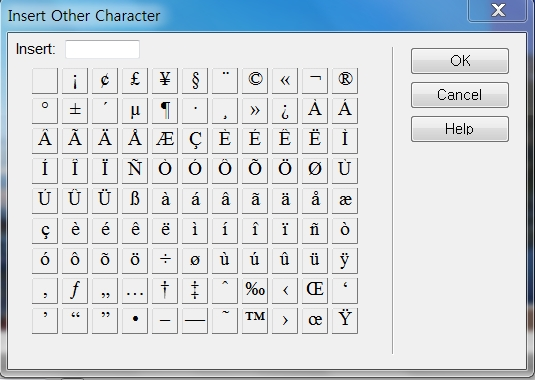 Insert Other Character
Insert:
OK
Cancel
Help
¡ ¢ £ ¥ § ¨ © « ¬ ®
° ± ´ µ ¶ · ¸ » ¿ À Á
Â Ã Ä Å Æ Ç È É Ê Ë Ì
Í Î Ï Ñ Ò Ó Ô Õ Ö Ø Ù
Ú Û Ü ß à á â ã ä å æ
ç è é ê ë ì í î ï ñ ò
ó ô õ ö ÷ ø ù ú û ü ÿ
‚ ƒ „ … † ‡ ˆ ‰ ‹ Œ ‘
’ “ ” • – — ˜ ™ › œ Ÿ